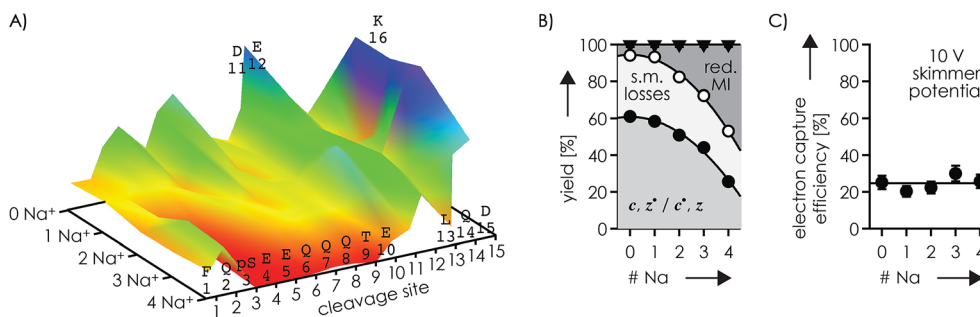 A)
K
16
D E
11 12
0 Na⁺
1 Na⁺
2 Na⁺
3 Na⁺
4 Na⁺
F Q pS E E Q Q Q T E L Q D
1 2 3 4 5 6 7 8 9 10 13 14 15
1 2 3 4 5 6 7 8 9 10 11 12 13 14 15
cleavage site
B)
100
80
60
40
20
0
yield [%]
s.m.
losses
red.
MI
c, z• / c•, z
0 1 2 3 4
# Na
C)
100
80
60
40
20
0
electron capture
efficiency [%]
10 V
skimmer
potential
0 1 2 3 4
# Na